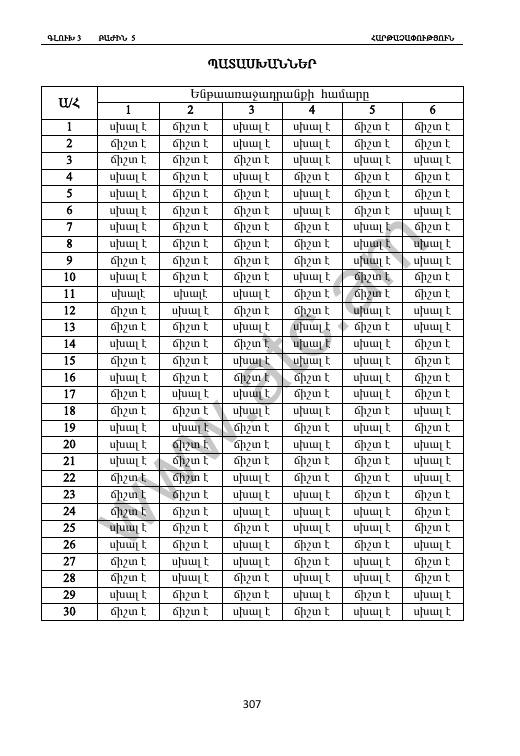 ԳԼՈՒԽ 3 ԲԱԺԻՆ 5 ՀԱՐԹԱՉԱՓՈՒԹՅՈՒՆ
ՊԱՏԱՍԽԱՆՆԵՐ
Ա/Հ Ենթաառաջադրանքի համարը
1 2 3 4 5 6
1 սխալ է ճիշտ է սխալ է սխալ է ճիշտ է ճիշտ է
2 ճիշտ է ճիշտ է սխալ է սխալ է ճիշտ է ճիշտ է
3 ճիշտ է ճիշտ է ճիշտ է սխալ է սխալ է սխալ է
4 սխալ է ճիշտ է սխալ է ճիշտ է սխալ է ճիշտ է
5 սխալ է ճիշտ է ճիշտ է սխալ է ճիշտ է ճիշտ է
6 սխալ է ճիշտ է ճիշտ է սխալ է ճիշտ է սխալ է
7 սխալ է ճիշտ է ճիշտ է ճիշտ է սխալ է ճիշտ է
8 սխալ է ճիշտ է սխալ է ճիշտ է սխալ է սխալ է
9 ճիշտ է ճիշտ է ճիշտ է ճիշտ է սխալ է սխալ է
10 սխալ է ճիշտ է ճիշտ է սխալ է ճիշտ է ճիշտ է
11 սխալէ սխալէ սխալ է ճիշտ է ճիշտ է ճիշտ է
12 ճիշտ է սխալ է ճիշտ է ճիշտ է սխալ է սխալ է
13 ճիշտ է ճիշտ է սխալ է սխալ է ճիշտ է ճիշտ է
14 սխալ է ճիշտ է ճիշտ է սխալ է ճիշտ է սխալ է
15 ճիշտ է ճիշտ է սխալ է սխալ է սխալ է ճիշտ է
16 սխալ է ճիշտ է ճիշտ է ճիշտ է սխալ է սխալ է
17 ճիշտ է սխալ է սխալ է ճիշտ է սխալ է ճիշտ է
18 ճիշտ է ճիշտ է սխալ է սխալ է ճիշտ է սխալ է
19 սխալ է սխալ է ճիշտ է ճիշտ է սխալ է ճիշտ է
20 սխալ է ճիշտ է ճիշտ է սխալ է ճիշտ է սխալ է
21 սխալ է ճիշտ է ճիշտ է ճիշտ է սխալ է ճիշտ է
22 ճիշտ է ճիշտ է սխալ է ճիշտ է սխալ է սխալ է
23 ճիշտ է ճիշտ է սխալ է սխալ է ճիշտ է ճիշտ է
24 ճիշտ է ճիշտ է սխալ է սխալ է սխալ է սխալ է
25 սխալ է ճիշտ է ճիշտ է սխալ է սխալ է ճիշտ է
26 սխալ է ճիշտ է սխալ է ճիշտ է ճիշտ է սխալ է
27 ճիշտ է սխալ է սխալ է ճիշտ է սխալ է ճիշտ է
28 ճիշտ է սխալ է ճիշտ է սխալ է ճիշտ է սխալ է
29 սխալ է ճիշտ է ճիշտ է սխալ է ճիշտ է սխալ է
30 ճիշտ է ճիշտ է սխալ է ճիշտ է սխալ է սխալ է
www.atc.am
307